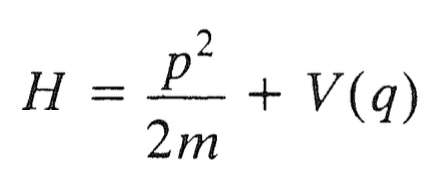 H = p²/2m + V(q)